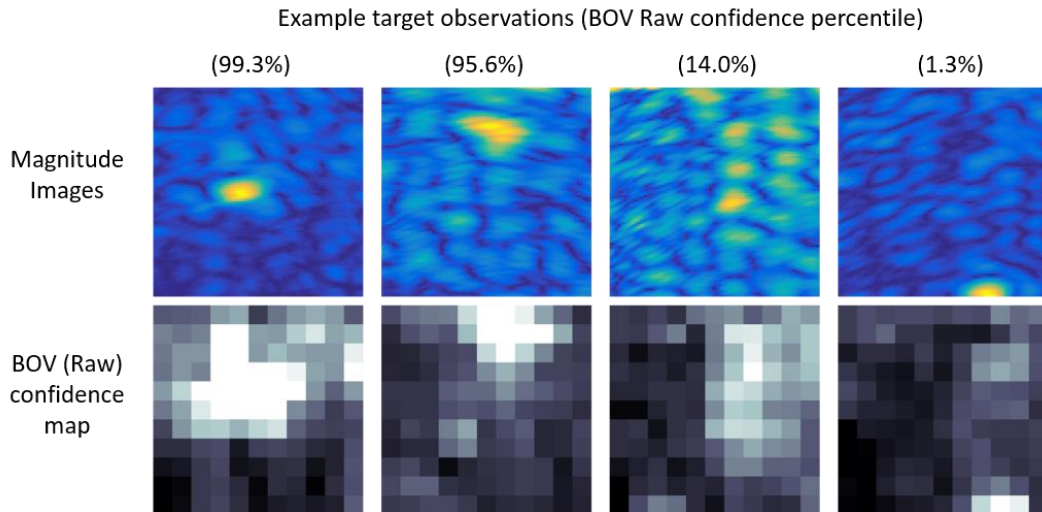 Example target observations (BOV Raw confidence percentile)
(99.3%) (95.6%) (14.0%) (1.3%)
Magnitude
Images
BOV (Raw)
confidence
map